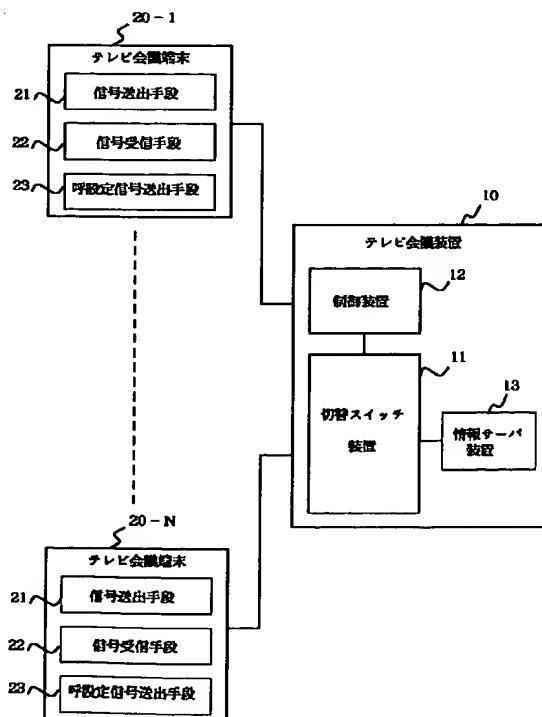 20-1
テレビ会議端末
21
信号送出手段
22
信号受信手段
23
呼設定信号送出手段
10
テレビ会議装置
12
制御装置
11
切替スイッチ
装置
13
情報サーバ
装置
20-N
テレビ会議端末
21
信号送出手段
22
信号受信手段
23
呼設定信号送出手段